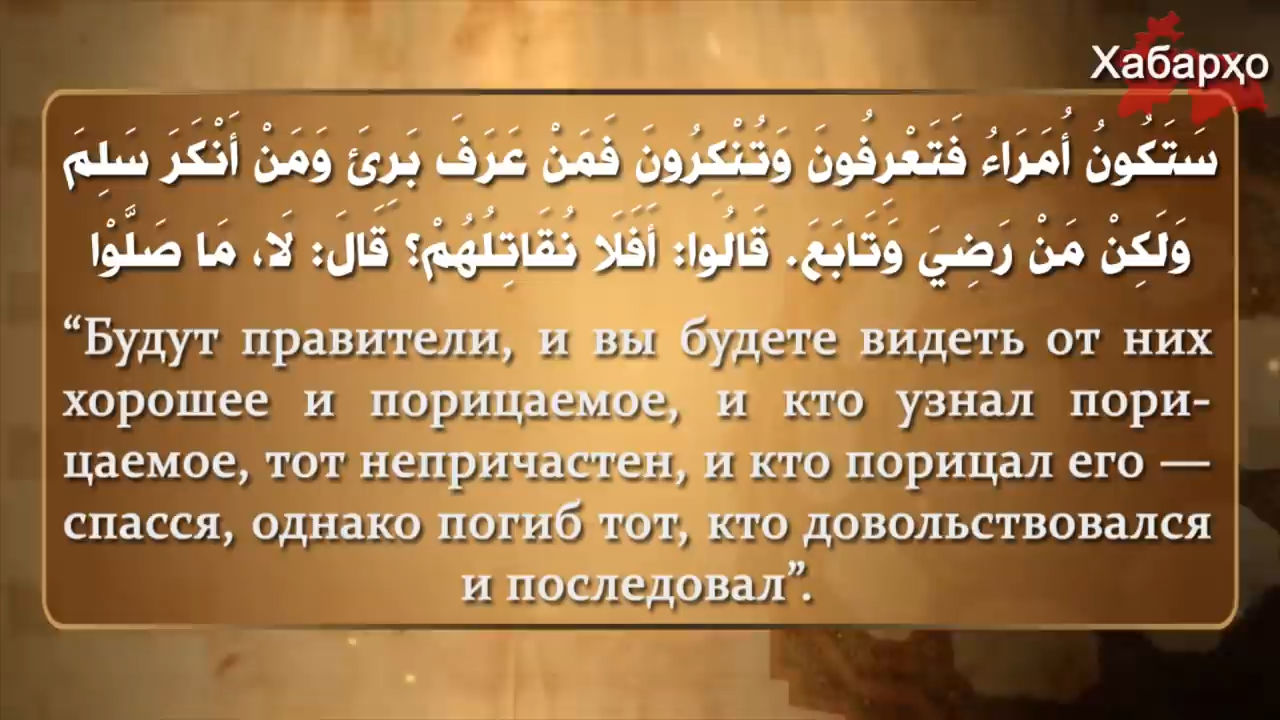 Хабарҳо
سَتَكُونُ أُمَرَاءُ فَتَعْرِفُونَ وَتُنْكِرُونَ فَمَنْ عَرَفَ بَرِئَ وَمَنْ أَنْكَرَ سَلِمَ
وَلَكِنْ مَنْ رَضِيَ وَتَابَعَ. قَالُوا: أَفَلَا نُقَاتِلُهُمْ؟ قَالَ: لَا، مَا صَلَّوْا
“Будут правители, и вы будете видеть от них
хорошее и порицаемое, и кто узнал пори-
цаемое, тот непричастен, и кто порицал его —
спасся, однако погиб тот, кто довольствовался
и последовал”.